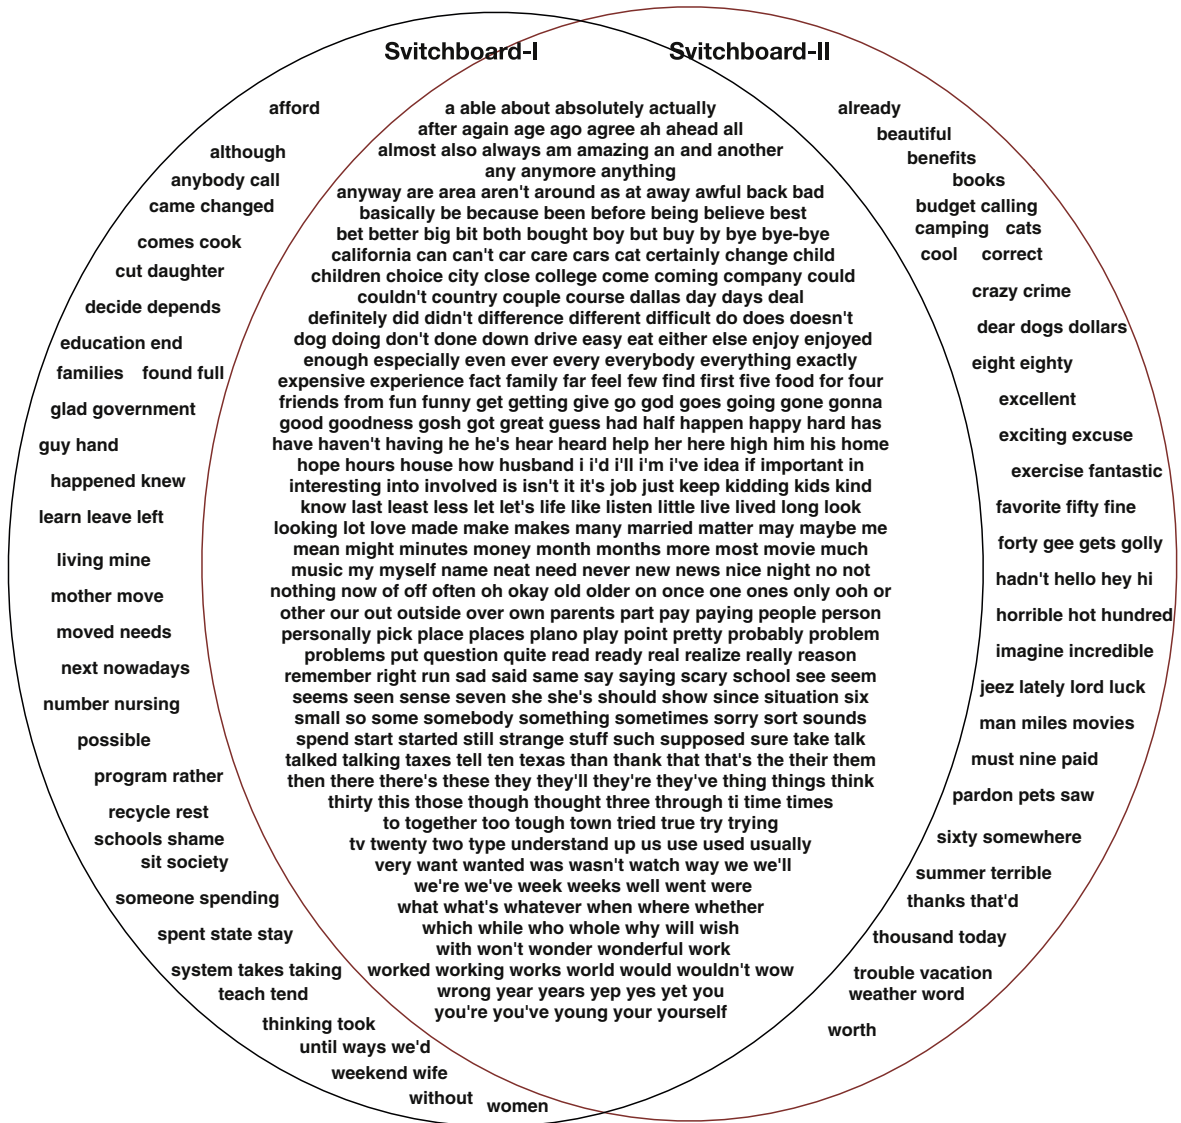 Svitchboard-I
Svitchboard-II
afford
although
anybody call
came changed
comes cook
cut daughter
decide depends
education end
families found full
glad government
guy hand
happened knew
learn leave left
living mine
mother move
moved needs
next nowadays
number nursing
possible
program rather
recycle rest
schools shame
sit society
someone spending
spent state stay
system takes taking
teach tend
thinking took
until ways we'd
weekend wife
without
women
a able about absolutely actually
after again age ago agree ah ahead all
almost also always am amazing an and another
any anymore anything
anyway are area aren't around as at away awful back bad
basically be because been before being believe best
bet better big bit both bought boy but buy by bye bye-bye
california can can't car care cars cat certainly change child
children choice city close college come coming company could
couldn't country couple course dallas day days deal
definitely did didn't difference different difficult do does doesn't
dog doing don't done down drive easy eat either else enjoy enjoyed
enough especially even ever every everybody everything exactly
expensive experience fact family far feel few find first five food for four
friends from fun funny get getting give go god goes going gone gonna
good goodness gosh got great guess had half happen happy hard has
have haven't having he he's hear heard help her here high him his home
hope hours house how husband i i'd i'll i'm i've idea if important in
interesting into involved is isn't it it's job just keep kidding kids kind
know last least less let let's life like listen little live lived long look
looking lot love made make makes many married matter may maybe me
mean might minutes money month months more most movie much
music my myself name neat need never new news nice night no not
nothing now of off often oh okay old older on once one ones only ooh or
other our out outside over own parents part pay paying people person
personally pick place places plano play point pretty probably problem
problems put question quite read ready real realize really reason
remember right run sad said same say saying scary school see seem
seems seen sense seven she she's should show since situation six
small so some somebody something sometimes sorry sort sounds
spend start started still strange stuff such supposed sure take talk
talked talking taxes tell ten texas than thank that that's the their them
then there there's these they they'll they're they've thing things think
thirty this those though thought three through ti time times
to together too tough town tried true try trying
tv twenty two type understand up us use used usually
very want wanted was wasn't watch way we we'll
we're we've week weeks well went were
what what's whatever when where whether
which while who whole why will wish
with won't wonder wonderful work
worked working works world would wouldn't wow
wrong year years yep yes yet you
you're you've young your yourself
already
beautiful
benefits
books
budget calling
camping cats
cool correct
crazy crime
dear dogs dollars
eight eighty
excellent
exciting excuse
exercise fantastic
favorite fifty fine
forty gee gets golly
hadn't hello hey hi
horrible hot hundred
imagine incredible
jeez lately lord luck
man miles movies
must nine paid
pardon pets saw
sixty somewhere
summer terrible
thanks that'd
thousand today
trouble vacation
weather word
worth